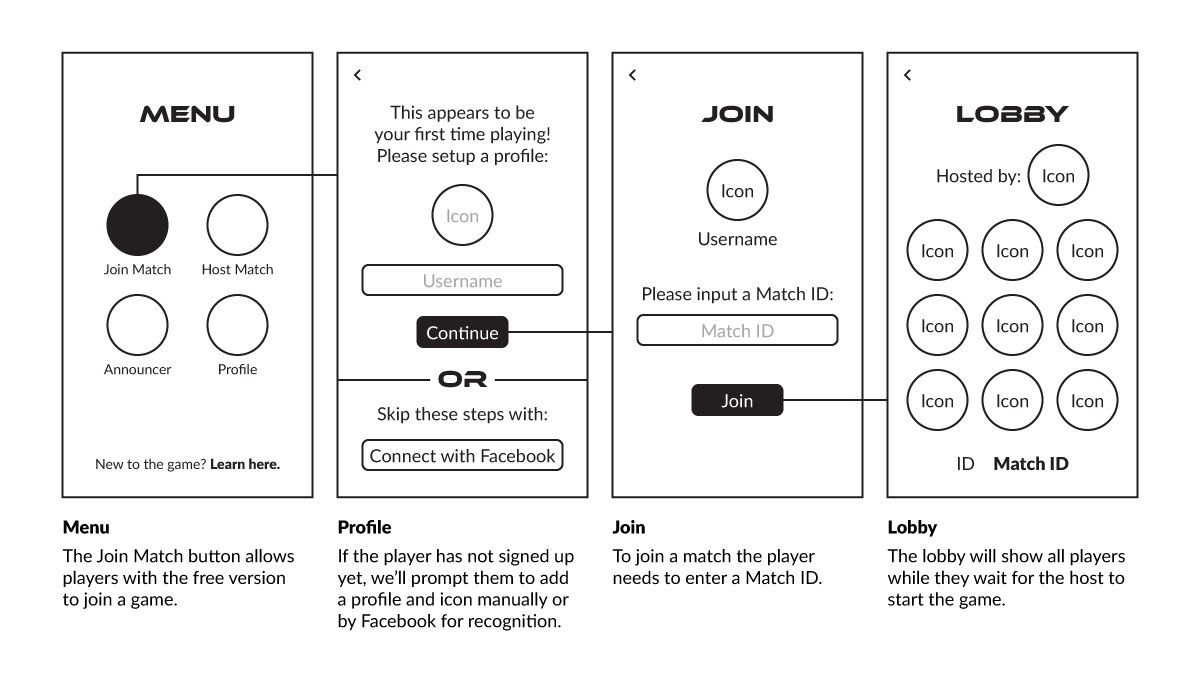 MENU
Join Match
Host Match
Announcer
Profile
New to the game? Learn here.
<
This appears to be
your first time playing!
Please setup a profile:
Icon
Username
Continue
OR
Skip these steps with:
Connect with Facebook
<
JOIN
Icon
Username
Please input a Match ID:
Match ID
Join
<
LOBBY
Hosted by: Icon
Icon Icon Icon
Icon Icon Icon
Icon Icon Icon
ID Match ID
Menu
The Join Match button allows
players with the free version
to join a game.
Profile
If the player has not signed up
yet, we’ll prompt them to add
a profile and icon manually or
by Facebook for recognition.
Join
To join a match the player
needs to enter a Match ID.
Lobby
The lobby will show all players
while they wait for the host to
start the game.